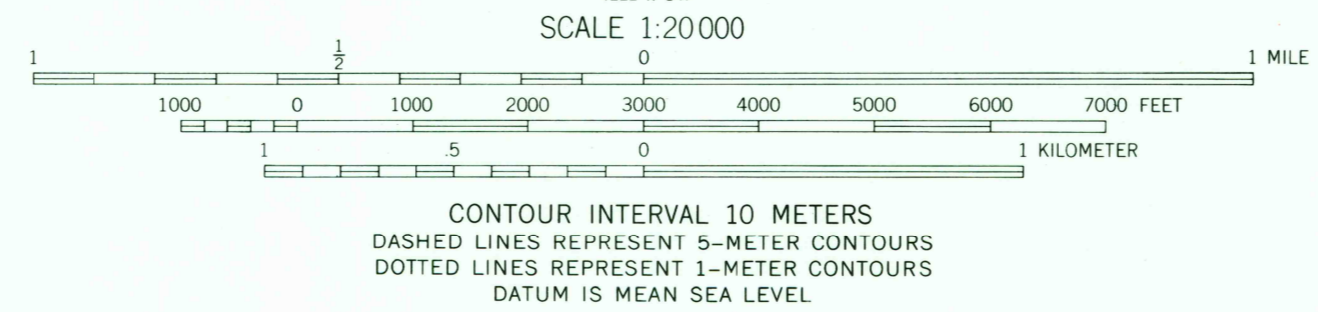 SCALE 1:20 000
1 1/2 0 1 MILE
1000 0 1000 2000 3000 4000 5000 6000 7000 FEET
1 .5 0 1 KILOMETER
CONTOUR INTERVAL 10 METERS
DASHED LINES REPRESENT 5-METER CONTOURS
DOTTED LINES REPRESENT 1-METER CONTOURS
DATUM IS MEAN SEA LEVEL